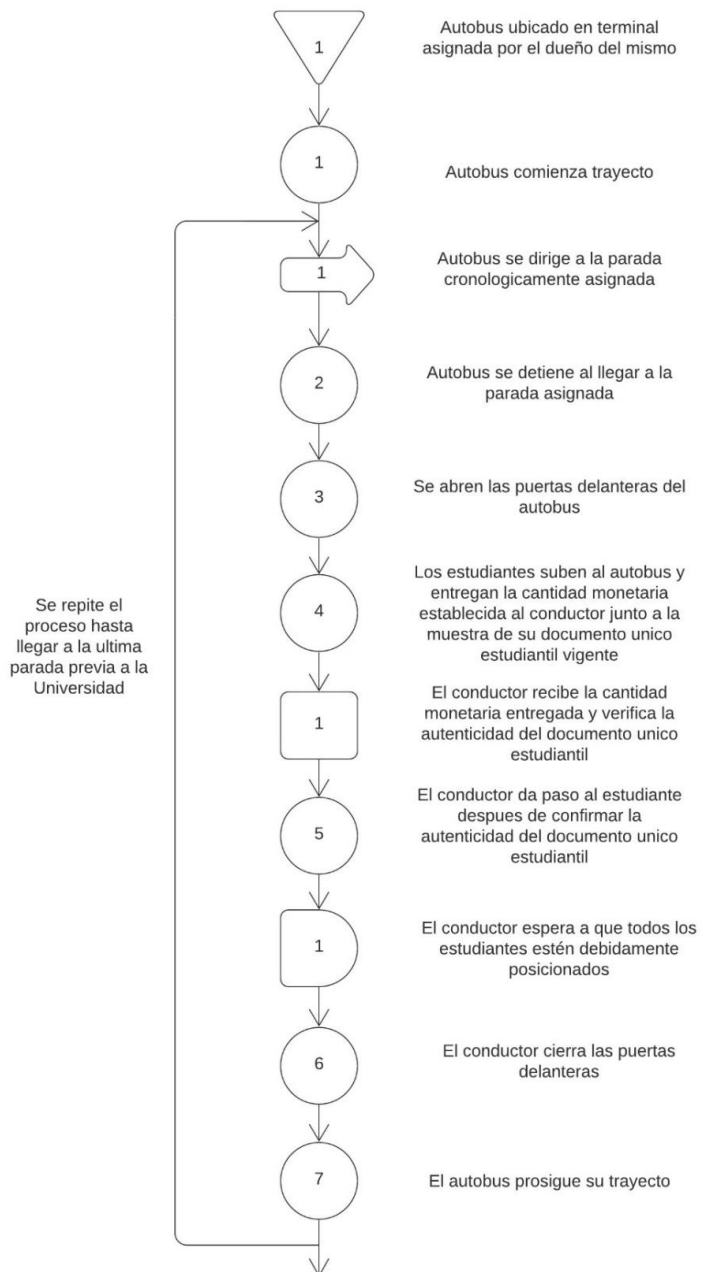 1
Autobus ubicado en terminal
asignada por el dueño del mismo
1
Autobus comienza trayecto
1
Autobus se dirige a la parada
cronologicamente asignada
2
Autobus se detiene al llegar a la
parada asignada
3
Se abren las puertas delanteras del
autobus
4
Los estudiantes suben al autobus y
entregan la cantidad monetaria
establecida al conductor junto a la
muestra de su documento unico
estudiantil vigente
Se repite el
proceso hasta
llegar a la ultima
parada previa a la
Universidad
1
El conductor recibe la cantidad
monetaria entregada y verifica la
autenticidad del documento unico
estudiantil
5
El conductor da paso al estudiante
despues de confirmar la
autenticidad del documento unico
estudiantil
1
El conductor espera a que todos los
estudiantes estén debidamente
posicionados
6
El conductor cierra las puertas
delanteras
7
El autobus prosigue su trayecto